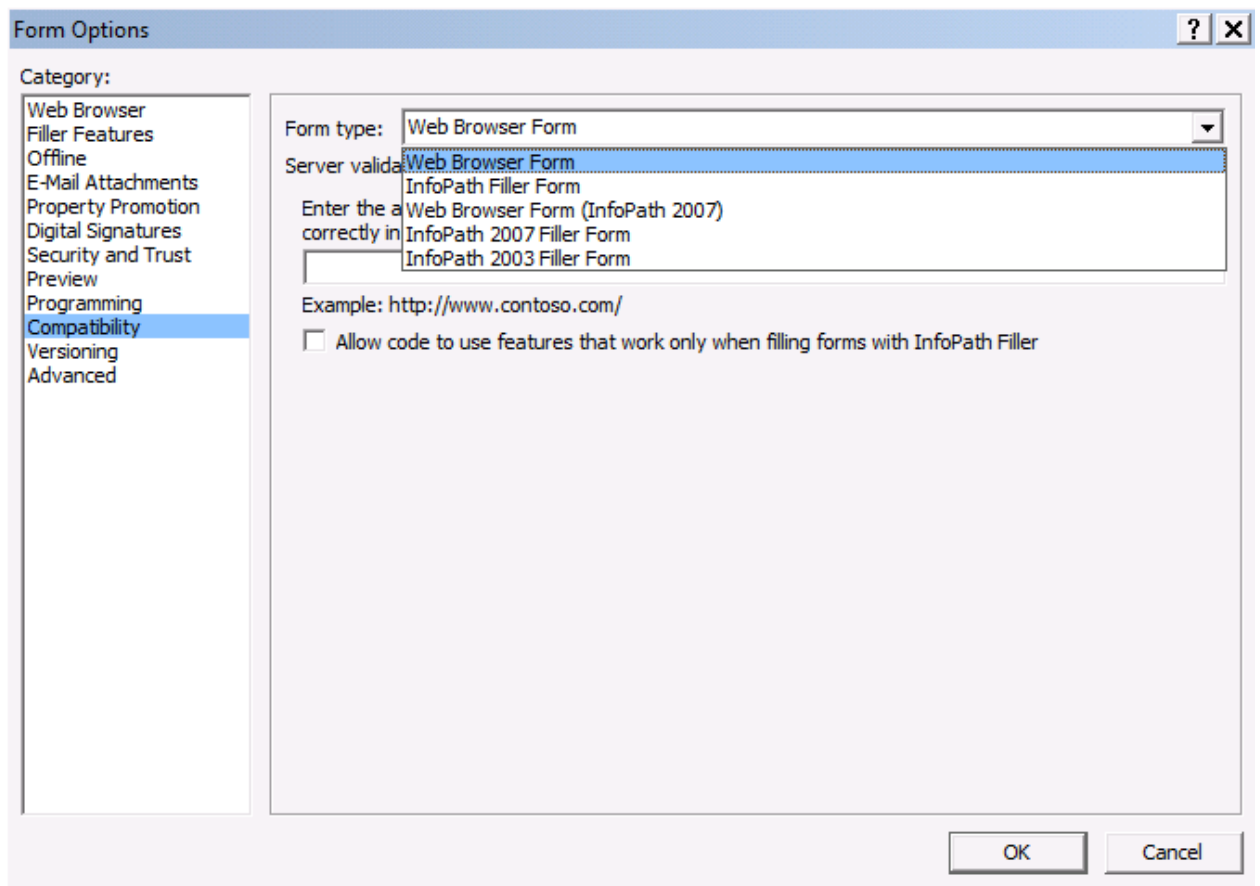 Form Options
Category:
Web Browser
Filler Features
Offline
E-Mail Attachments
Property Promotion
Digital Signatures
Security and Trust
Preview
Programming
Compatibility
Versioning
Advanced
Form type: Web Browser Form
Server valida
Web Browser Form
InfoPath Filler Form
Web Browser Form (InfoPath 2007)
InfoPath 2007 Filler Form
InfoPath 2003 Filler Form
Enter the a
correctly in
Example: http://www.contoso.com/
Allow code to use features that work only when filling forms with InfoPath Filler
OK Cancel